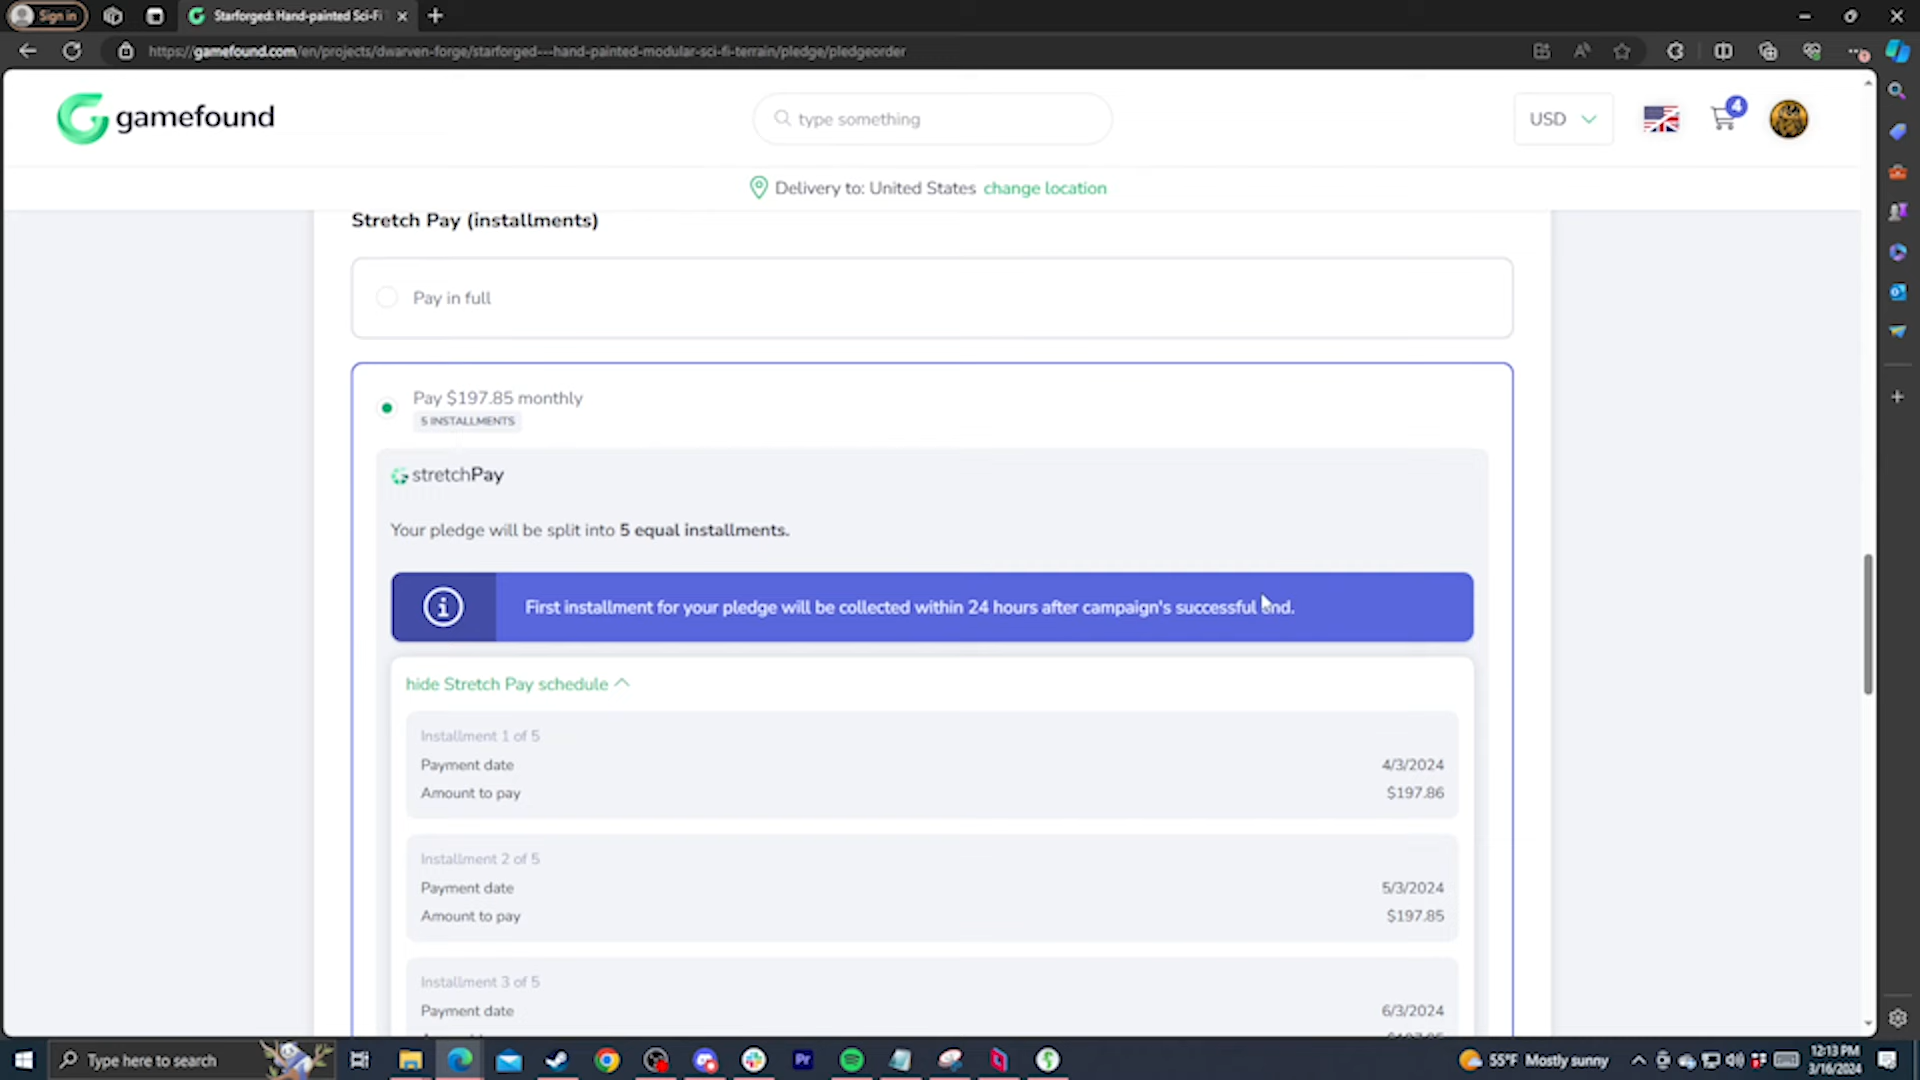 Sign in
Starforged: Hand-painted Sci-Fi
https://gamefound.com/en/projects/dwarven-forge/starforged---hand-painted-modular-sci-fi-terrain/pledge/pledgeorder
gamefound
type something
USD
4
Delivery to: United States change location
Stretch Pay (installments)
Pay in full
Pay $197.85 monthly
5 INSTALLMENTS
stretchPay
Your pledge will be split into 5 equal installments.
First installment for your pledge will be collected within 24 hours after campaign's successful end.
hide Stretch Pay schedule
Installment 1 of 5
Payment date 4/3/2024
Amount to pay $197.86
Installment 2 of 5
Payment date 5/3/2024
Amount to pay $197.85
Installment 3 of 5
Payment date 6/3/2024
Type here to search
Pr
55°F Mostly sunny
12:13 PM
3/16/2024